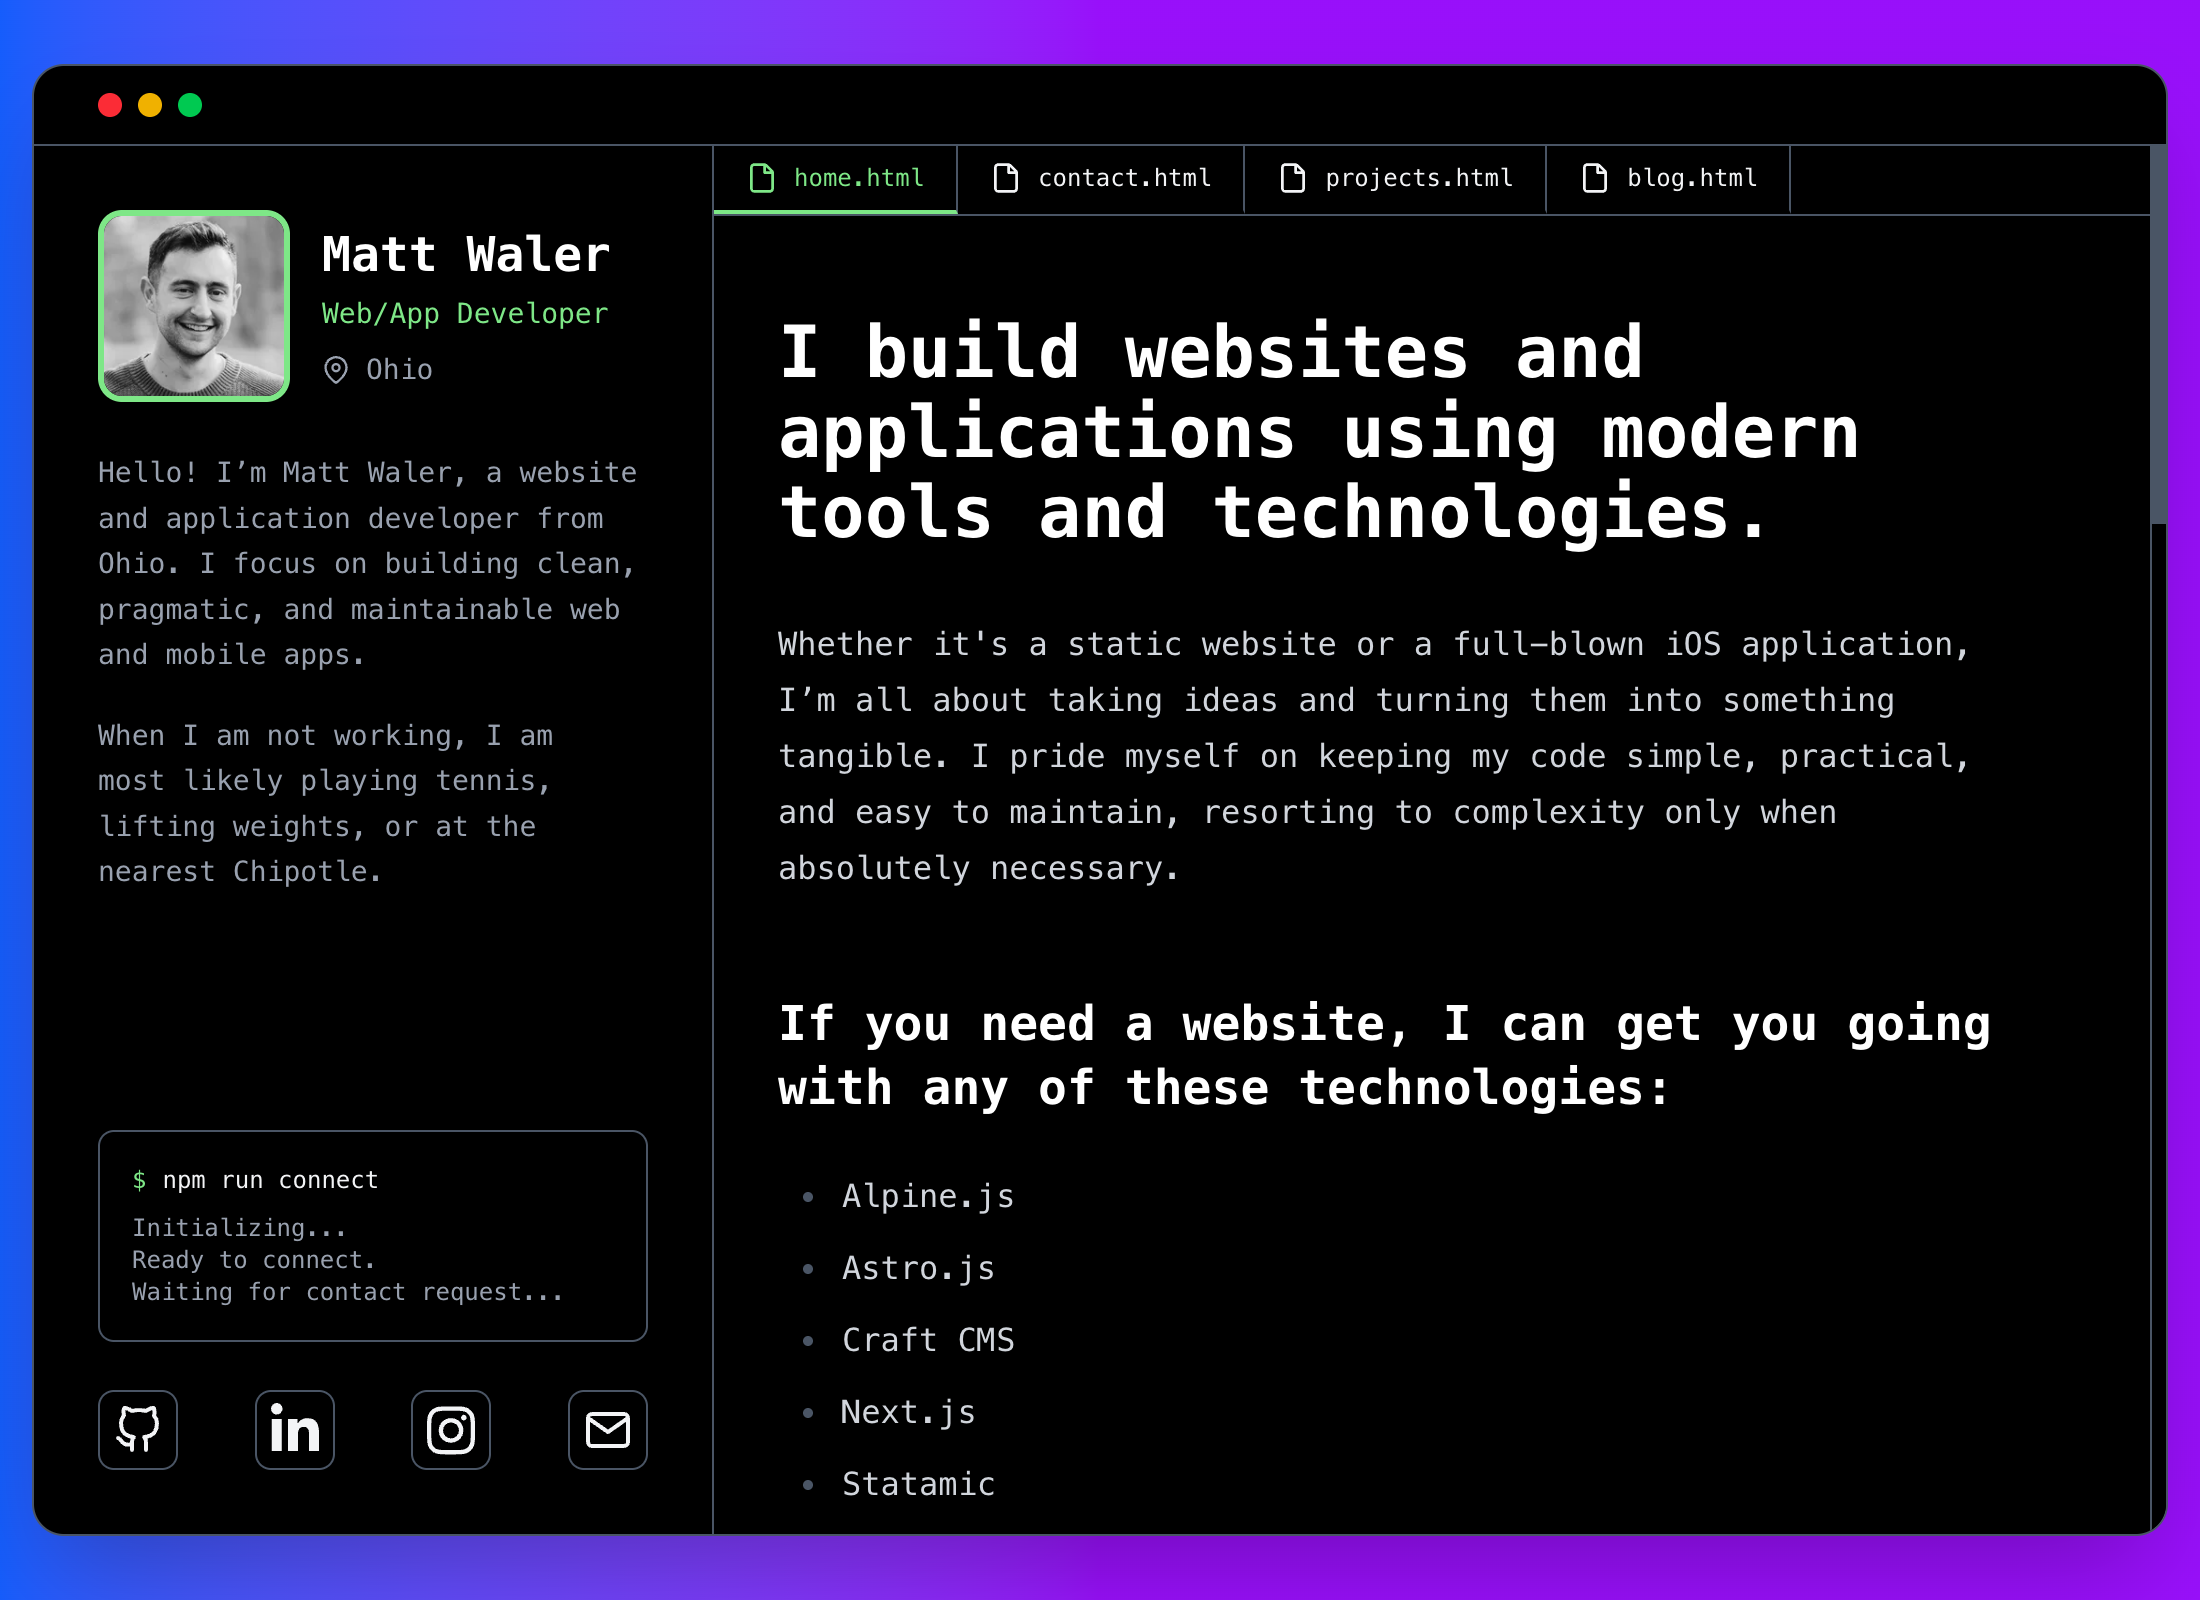 home.html
contact.html
projects.html
blog.html
Matt Waler
Web/App Developer
Ohio
Hello! I’m Matt Waler, a website
and application developer from
Ohio. I focus on building clean,
pragmatic, and maintainable web
and mobile apps.
When I am not working, I am
most likely playing tennis,
lifting weights, or at the
nearest Chipotle.
$ npm run connect
Initializing...
Ready to connect.
Waiting for contact request...
in
I build websites and
applications using modern
tools and technologies.
Whether it's a static website or a full–blown iOS application,
I’m all about taking ideas and turning them into something
tangible. I pride myself on keeping my code simple, practical,
and easy to maintain, resorting to complexity only when
absolutely necessary.
If you need a website, I can get you going
with any of these technologies:
Alpine.js
Astro.js
Craft CMS
Next.js
Statamic